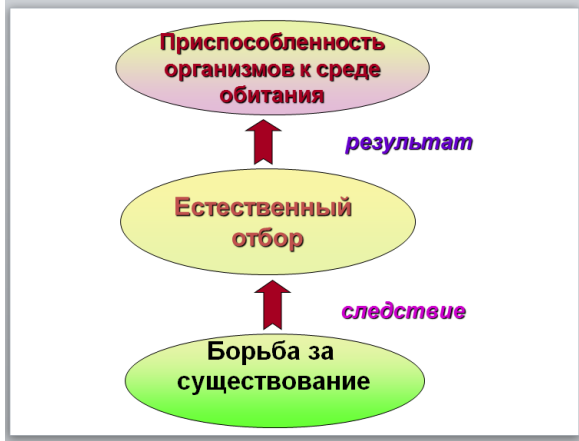 Приспособленность
организмов к среде
обитания
результат
Естественный
отбор
следствие
Борьба за
существование